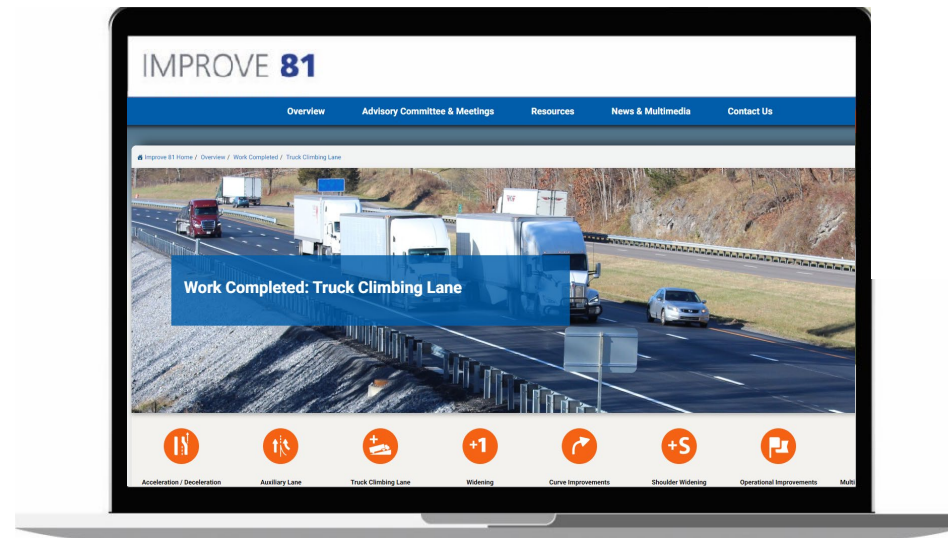 IMPROVE 81
Overview Advisory Committee & Meetings Resources News & Multimedia Contact Us
Improve 81 Home / Overview / Work Completed / Truck Climbing Lane
Work Completed: Truck Climbing Lane
+ +1 +S
Acceleration / Deceleration Auxiliary Lane Truck Climbing Lane Widening Curve Improvements Shoulder Widening Operational Improvements Multi